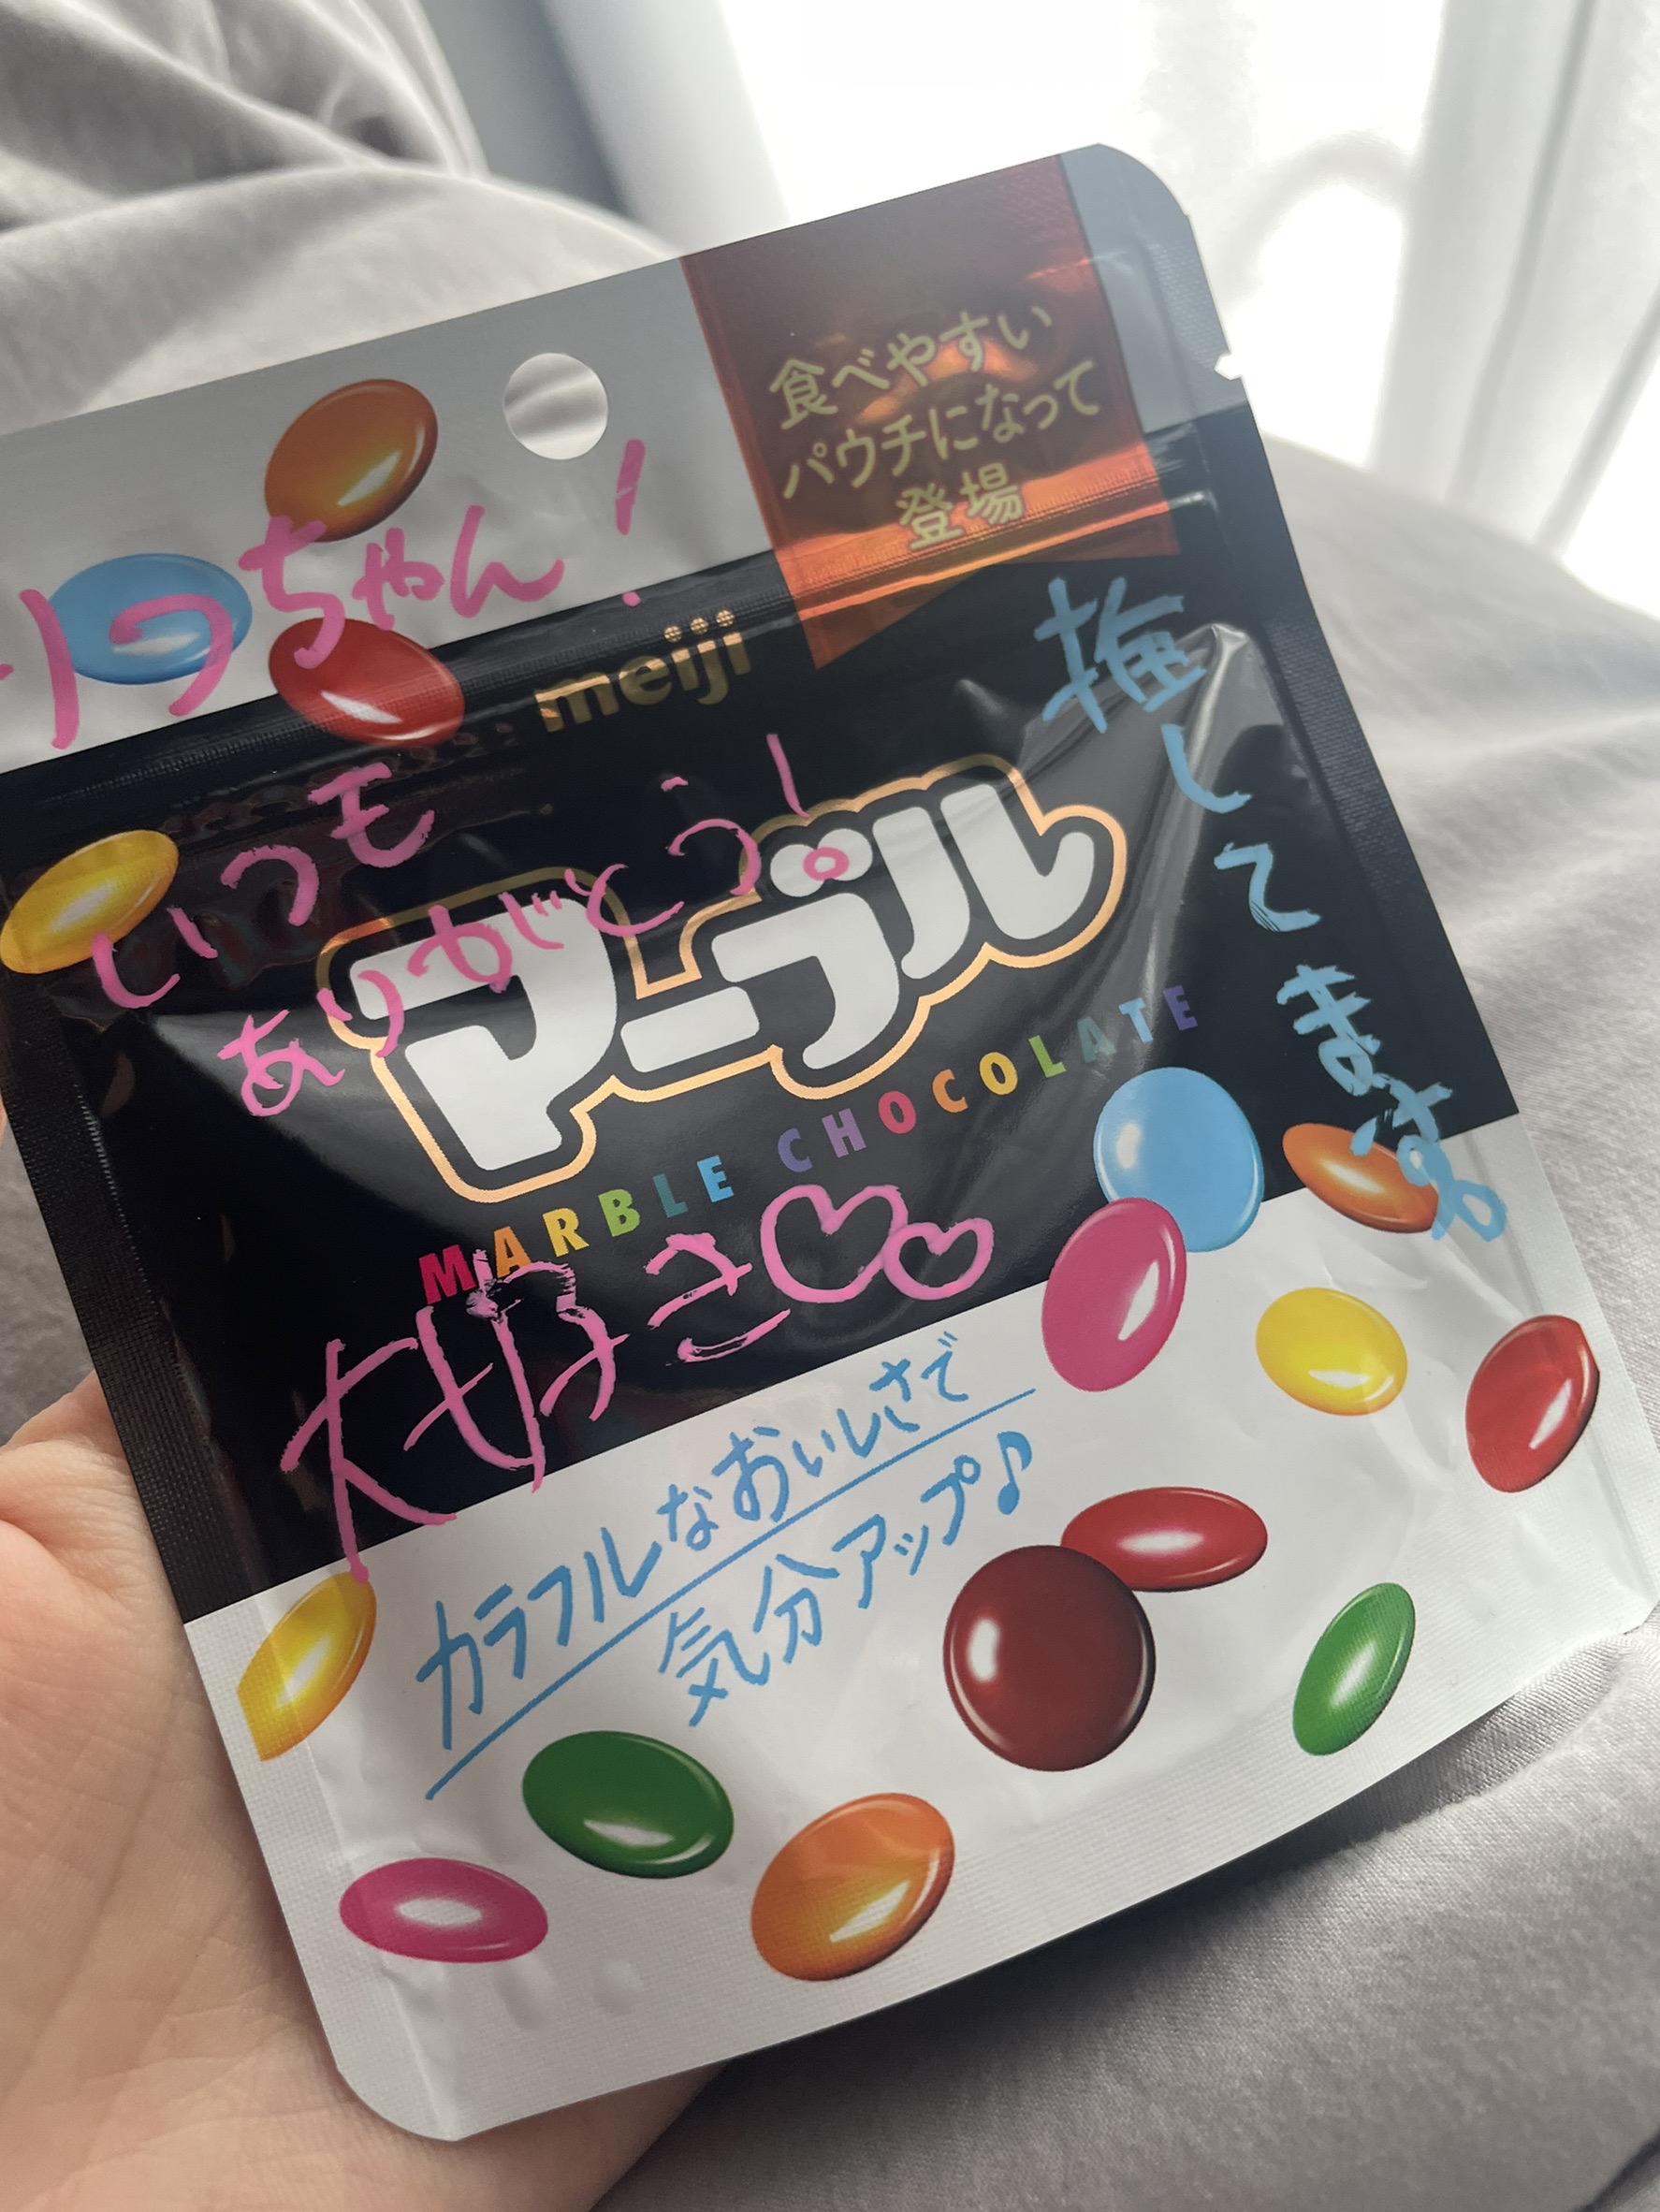 食べやすい
パウチになって
登場
りつちゃん!
meiji
いつも
ありがとう!
マーブル
MARBLE CHOCOLATE
推してます
大好き♡♡
カラフルなおいしさで
気分アップ♪